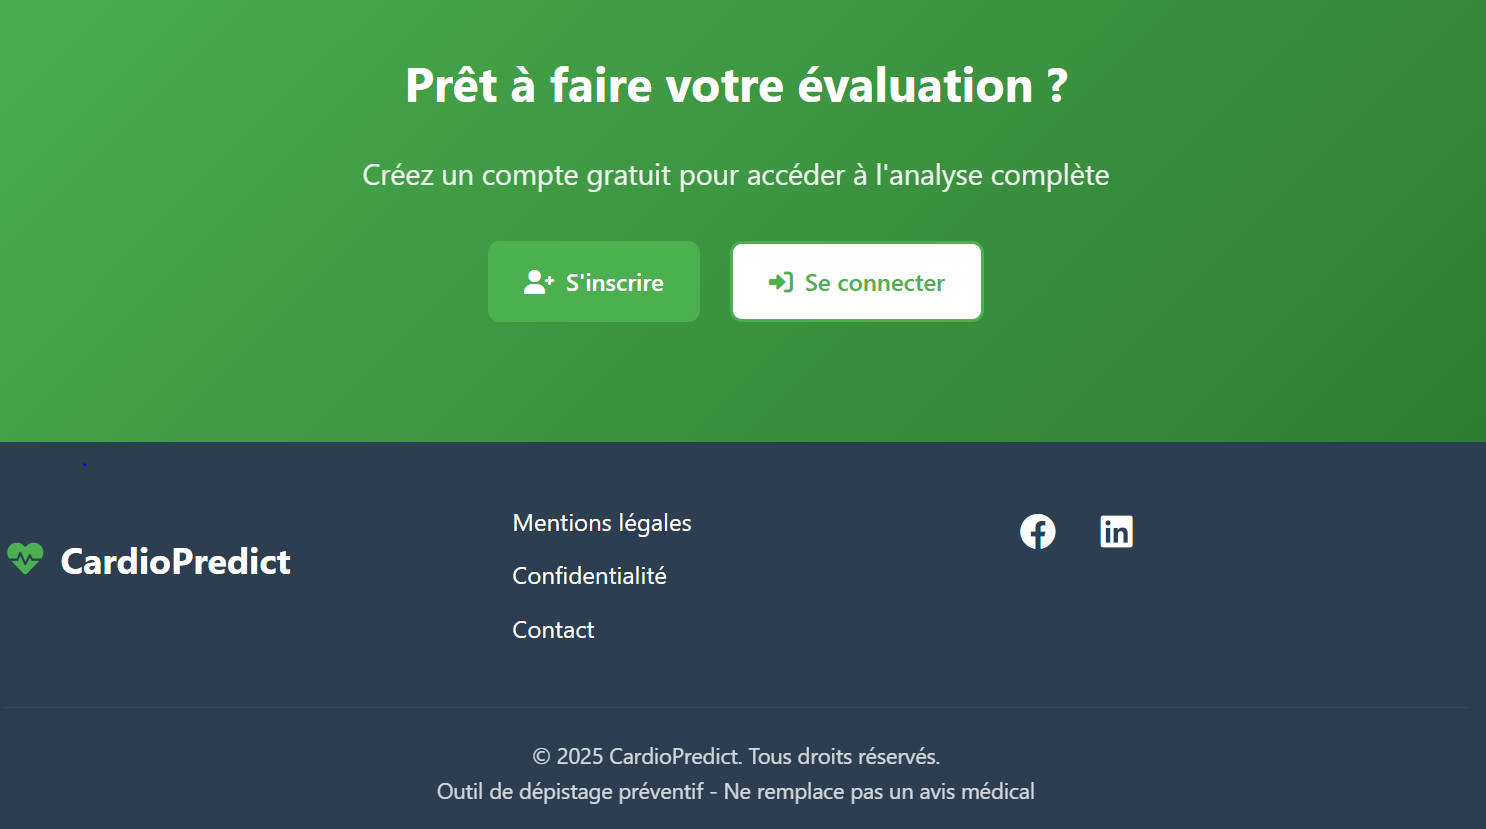 Prêt à faire votre évaluation ?
Créez un compte gratuit pour accéder à l'analyse complète
S'inscrire
Se connecter
CardioPredict
Mentions légales
Confidentialité
Contact
© 2025 CardioPredict. Tous droits réservés.
Outil de dépistage préventif - Ne remplace pas un avis médical